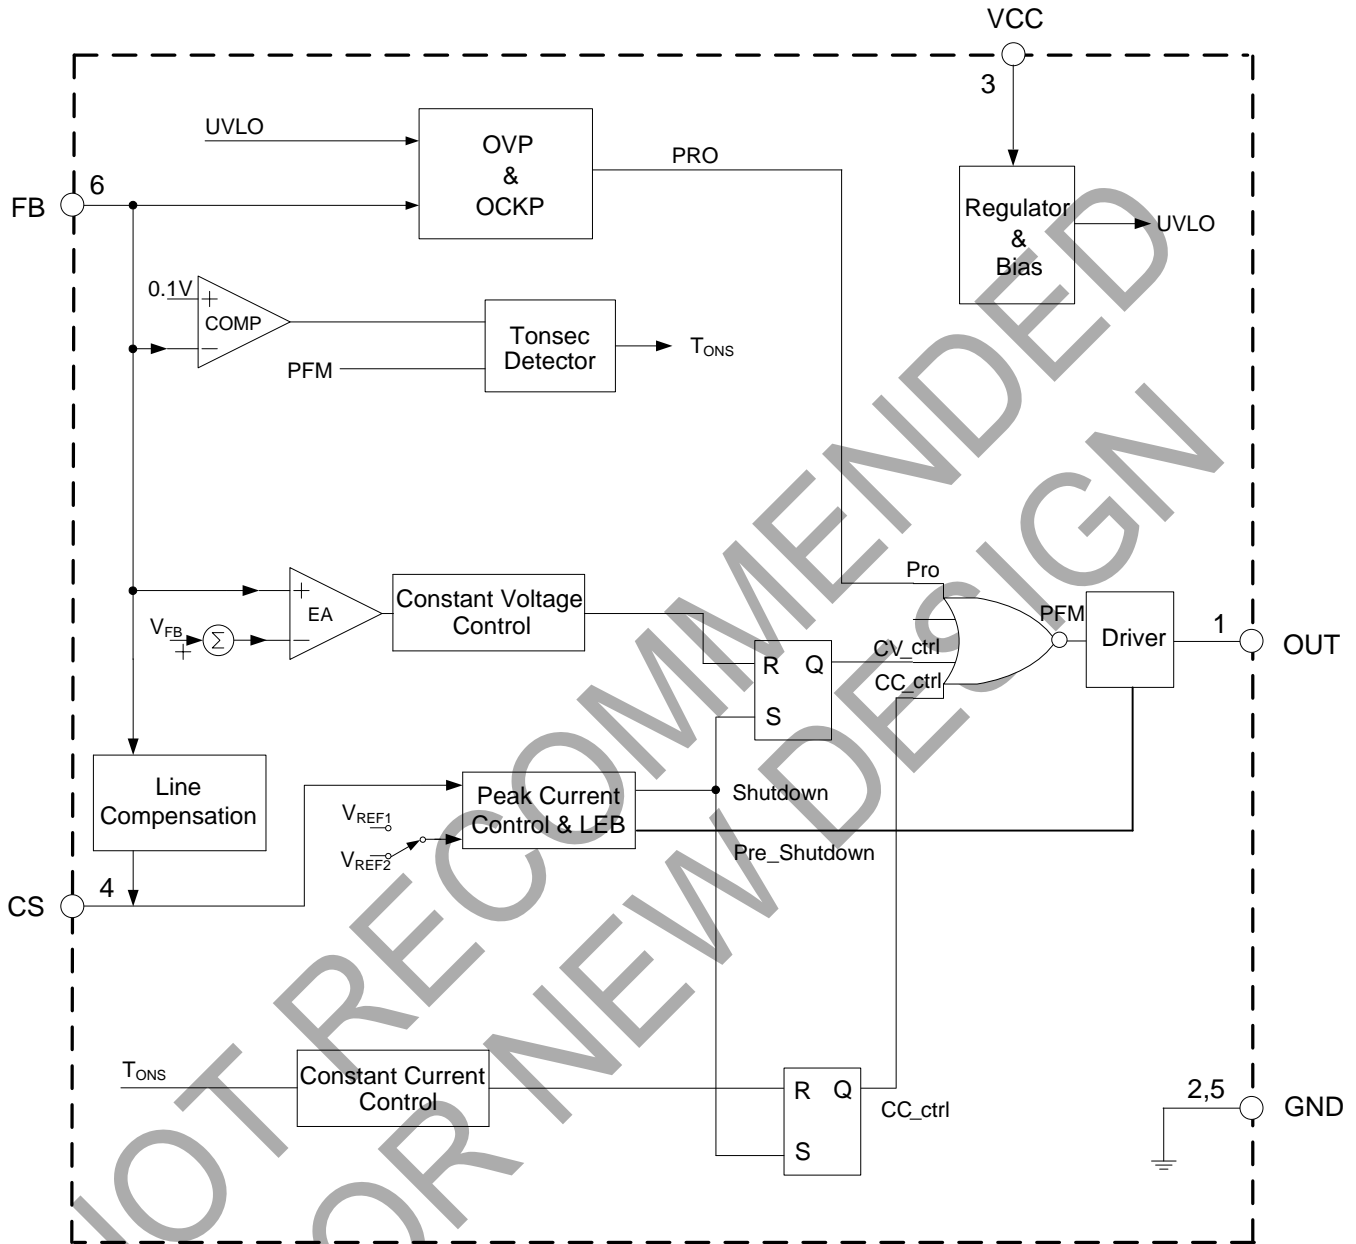 VCC
3
UVLO
OVP
&
OCKP
PRO
FB
6
Regulator
&
Bias
UVLO
0.1V
+
COMP
−
PFM
Tonsec
Detector
TONS
Pro
+
EA
−
VFB
+
Σ
Constant Voltage
Control
R Q
S
CV_ctrl
CC_ctrl
PFM
Driver
1
OUT
Line
Compensation
VREF1
VREF2
Peak Current
Control & LEB
Shutdown
Pre_Shutdown
CS
4
TONS
Constant Current
Control
R Q
S
CC_ctrl
2,5
GND
NOT RECOMMENDED
FOR NEW DESIGN